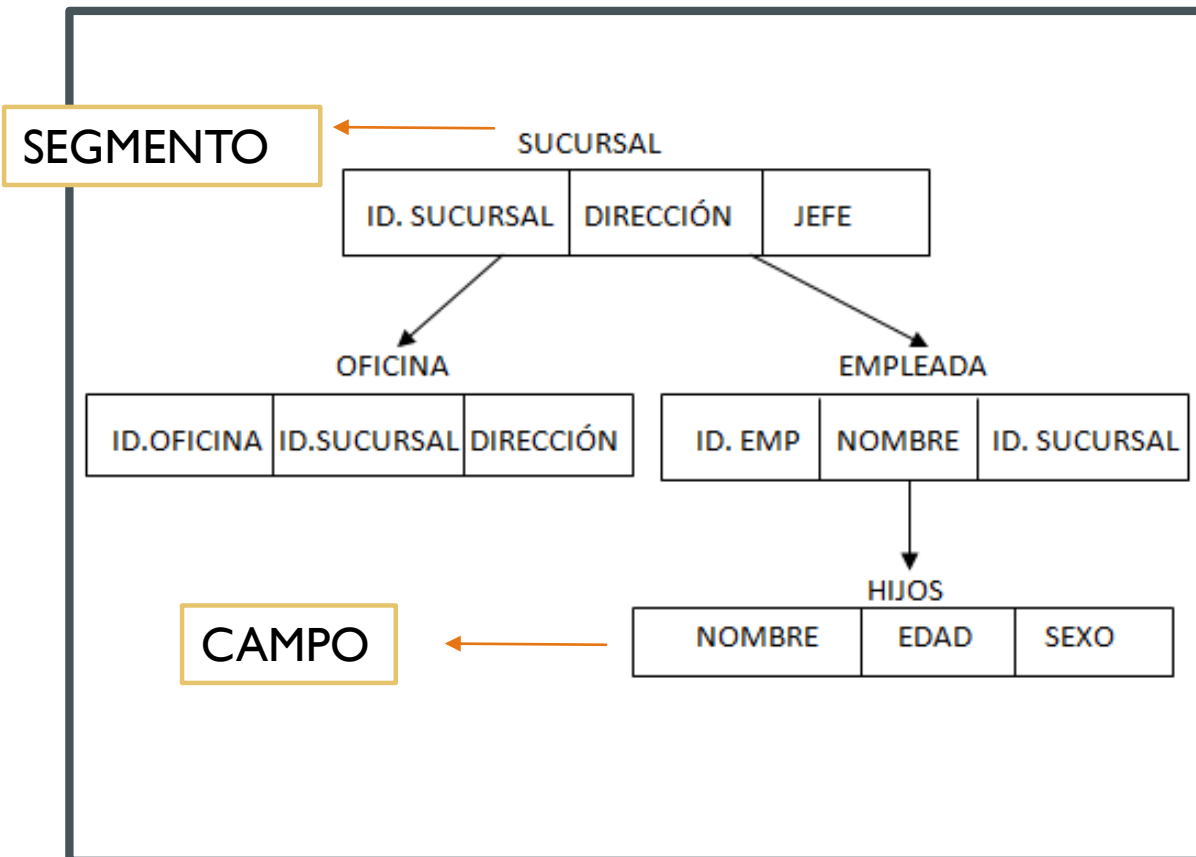 SEGMENTO
SUCURSAL
ID. SUCURSAL DIRECCIÓN JEFE
OFICINA EMPLEADA
ID.OFICINA ID.SUCURSAL DIRECCIÓN ID. EMP NOMBRE ID. SUCURSAL
HIJOS
CAMPO NOMBRE EDAD SEXO